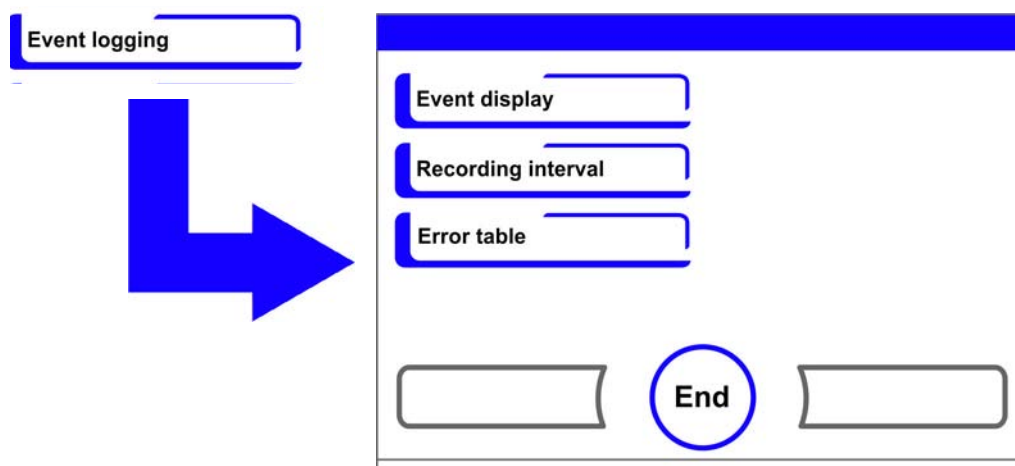 Event logging
Event display
Recording interval
Error table
End